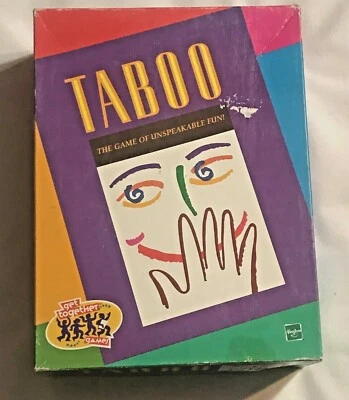 TABOO
THE GAME OF UNSPEAKABLE FUN!
get
together
games
Hasbro